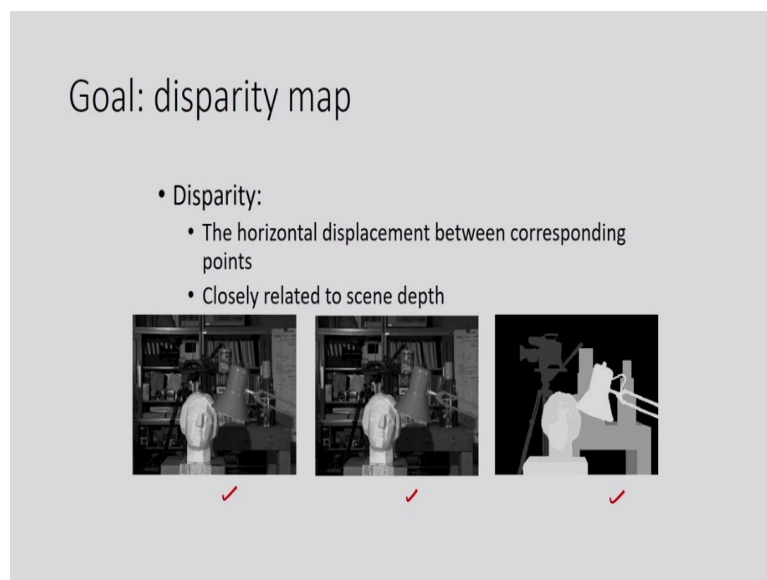 Goal: disparity map
• Disparity:
• The horizontal displacement between corresponding
points
• Closely related to scene depth